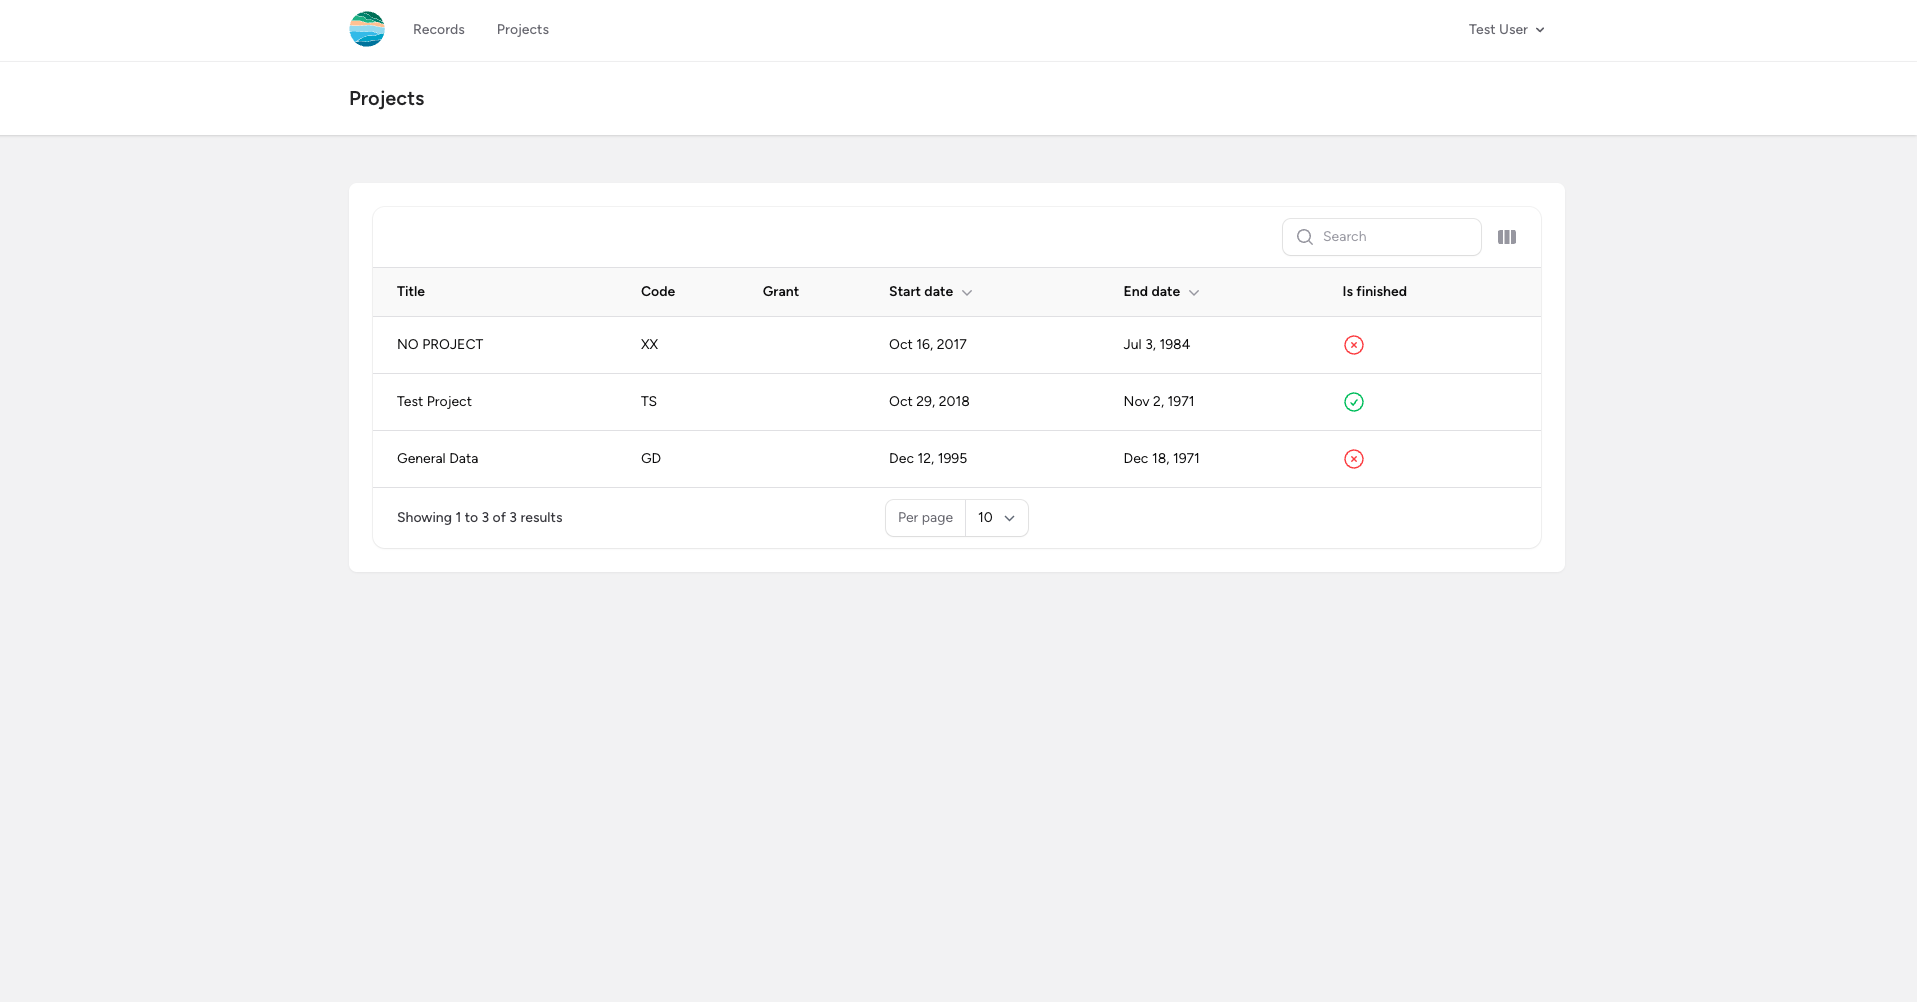 Records Projects Test User
Projects
Search
Title Code Grant Start date End date Is finished
NO PROJECT XX Oct 16, 2017 Jul 3, 1984
Test Project TS Oct 29, 2018 Nov 2, 1971
General Data GD Dec 12, 1995 Dec 18, 1971
Showing 1 to 3 of 3 results Per page 10